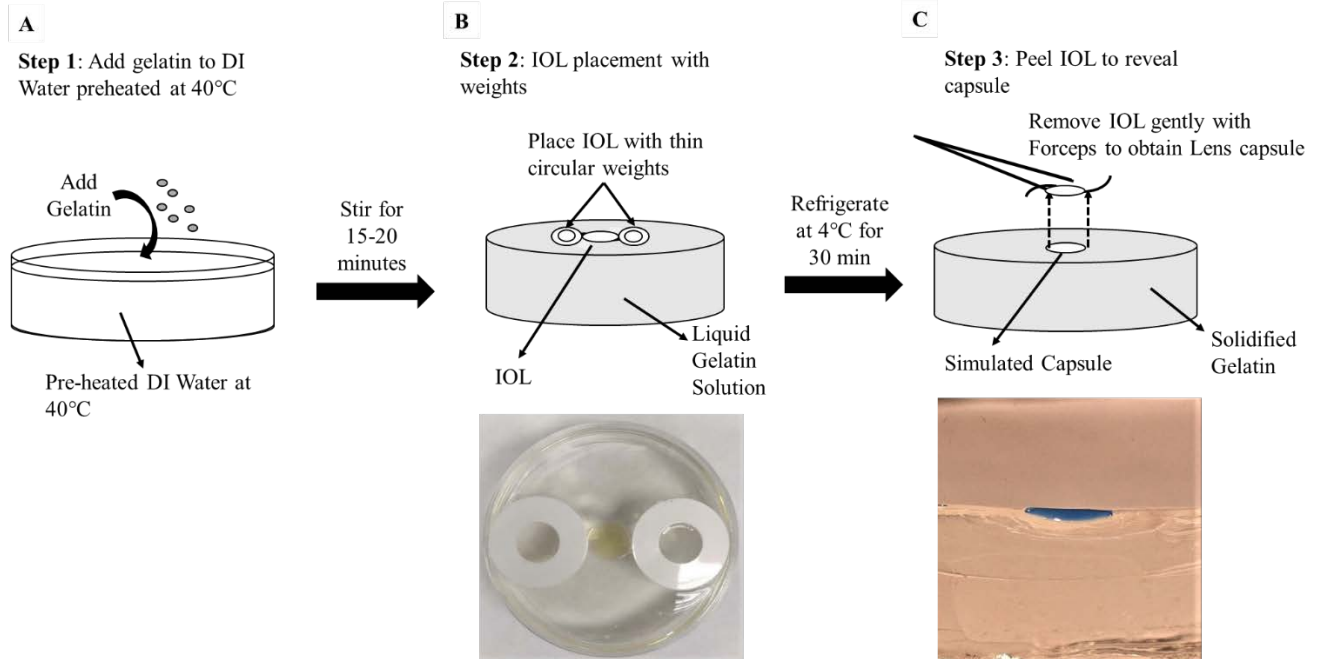 A
Step 1: Add gelatin to DI
Water preheated at 40°C
Add
Gelatin
Pre-heated DI Water at
40°C
Stir for
15-20
minutes
B
Step 2: IOL placement with
weights
Place IOL with thin
circular weights
IOL
Liquid
Gelatin
Solution
Refrigerate
at 4°C for
30 min
C
Step 3: Peel IOL to reveal
capsule
Remove IOL gently with
Forceps to obtain Lens capsule
Simulated Capsule
Solidified
Gelatin